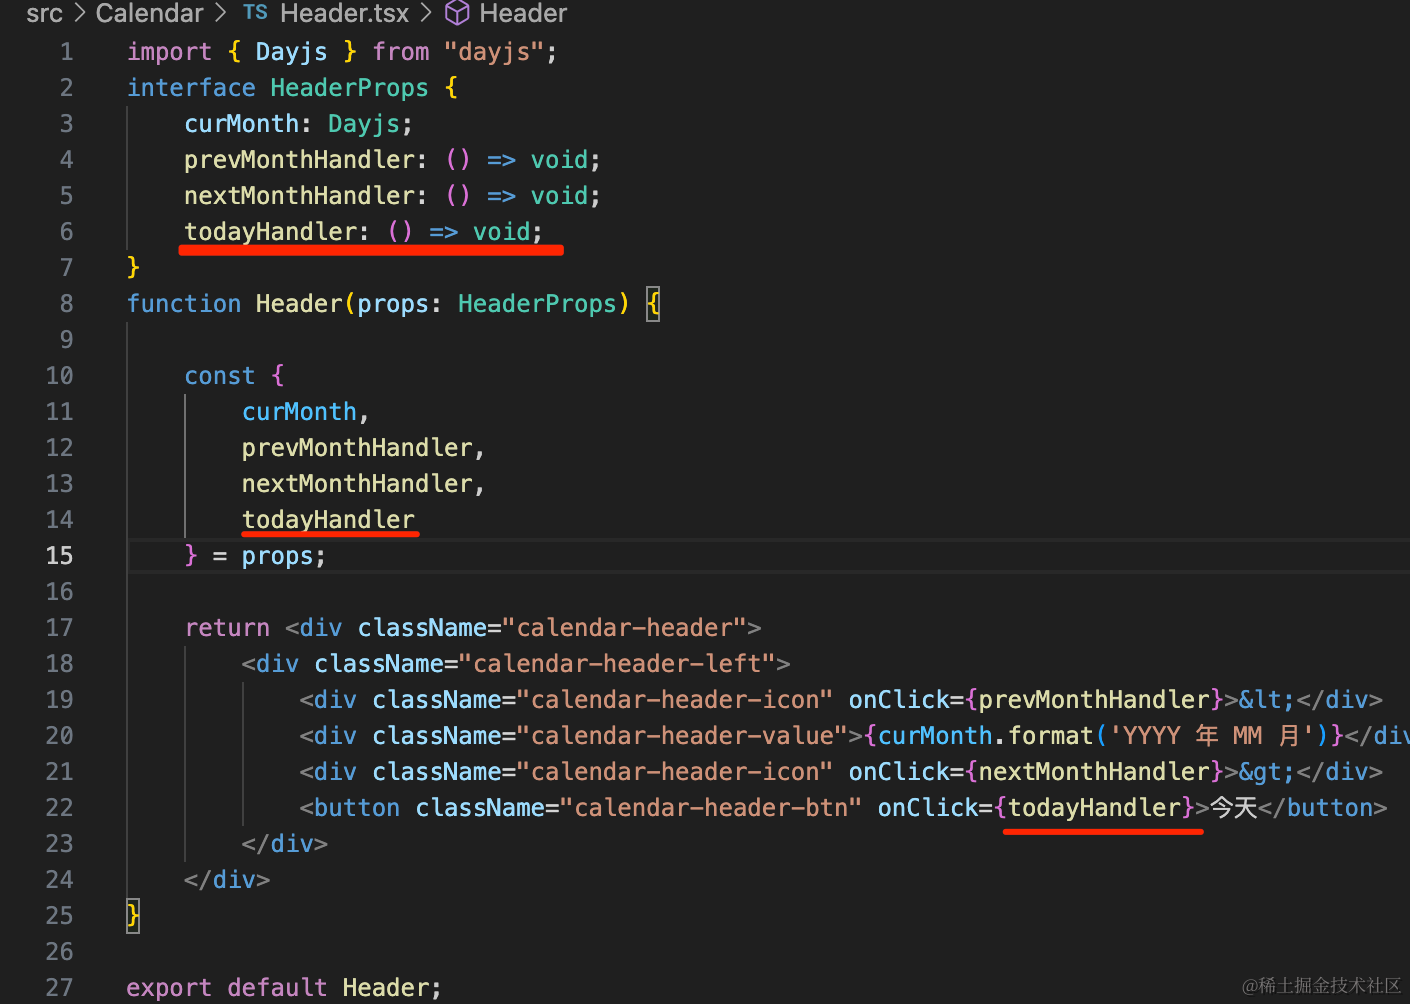 src > Calendar > TS Header.tsx > Header
1 import { Dayjs } from "dayjs";
2 interface HeaderProps {
3     curMonth: Dayjs;
4     prevMonthHandler: () => void;
5     nextMonthHandler: () => void;
6     todayHandler: () => void;
7 }
8 function Header(props: HeaderProps) {
9
10     const {
11         curMonth,
12         prevMonthHandler,
13         nextMonthHandler,
14         todayHandler
15     } = props;
16
17     return <div className="calendar-header">
18         <div className="calendar-header-left">
19             <div className="calendar-header-icon" onClick={prevMonthHandler}>&lt;</div>
20             <div className="calendar-header-value">{curMonth.format('YYYY 年 MM 月')}</div
21             <div className="calendar-header-icon" onClick={nextMonthHandler}>&gt;</div>
22             <button className="calendar-header-btn" onClick={todayHandler}>今天</button>
23         </div>
24     </div>
25 }
26
27 export default Header;
@稀土掘金技术社区